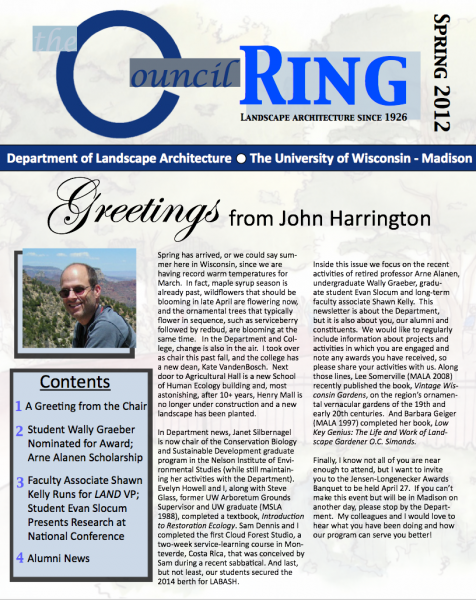 the
Council
RING
LANDSCAPE ARCHITECTURE SINCE 1926
SPRING 2012
Department of Landscape Architecture ● The University of Wisconsin - Madison
Greetings from John Harrington
Spring has arrived, or we could say sum-
mer here in Wisconsin, since we are
having record warm temperatures for
March. In fact, maple syrup season is
already past, wildflowers that should be
blooming in late April are flowering now,
and the ornamental trees that typically
flower in sequence, such as serviceberry
followed by redbud, are blooming at the
same time. In the Department and Col-
lege, change is also in the air. I took over
as chair this past fall, and the college has
a new dean, Kate VandenBosch. Next
door to Agricultural Hall is a new School
of Human Ecology building and, most
astonishing, after 10+ years, Henry Mall is
no longer under construction and a new
landscape has been planted.
In Department news, Janet Silbernagel
is now chair of the Conservation Biology
and Sustainable Development graduate
program in the Nelson Institute of Envi-
ronmental Studies (while still maintain-
ing her activities with the Department),
Evelyn Howell and I, along with Steve
Glass, former UW Arboretum Grounds
Supervisor and UW graduate (MSLA
1988), completed a textbook, Introduction
to Restoration Ecology. Sam Dennis and I
completed the first Cloud Forest Studio, a
two-week service-learning course in Mon-
teverde, Costa Rica, that was conceived by
Sam during a recent sabbatical. And last,
but not least, our students secured the
2014 berth for LABASH.
Inside this issue we focus on the recent
activities of retired professor Arne Alanen,
undergraduate Wally Graeber, gradu-
ate student Evan Slocum and long-term
faculty associate Shawn Kelly. This
newsletter is about the Department,
but it is also about you, our alumni and
constituents. We would like to regularly
include information about projects and
activities in which you are engaged and
note any awards you have received, so
please share your activities with us. Along
those lines, Lee Somerville (MALA 2008)
recently published the book, Vintage Wis-
consin Gardens, on the region's ornamen-
tal vernacular gardens of the 19th and
early 20th centuries. And Barbara Geiger
(MALA 1997) completed her book, Low
Key Genius: The Life and Work of Land-
scape Gardener O.C. Simonds.
Finally, I know not all of you are near
enough to attend, but I want to invite
you to the Jensen-Longenecker Awards
Banquet to be held April 27. If you can't
make this event but will be in Madison on
another day, please stop by the Depart-
ment. My colleagues and I would love to
hear what you have been doing and how
our program can serve you better!
Contents
1 A Greeting from the Chair
2 Student Wally Graeber
Nominated for Award;
Arne Alanen Scholarship
3 Faculty Associate Shawn
Kelly Runs for LAND VP;
Student Evan Slocum
Presents Research at
National Conference
4 Alumni News